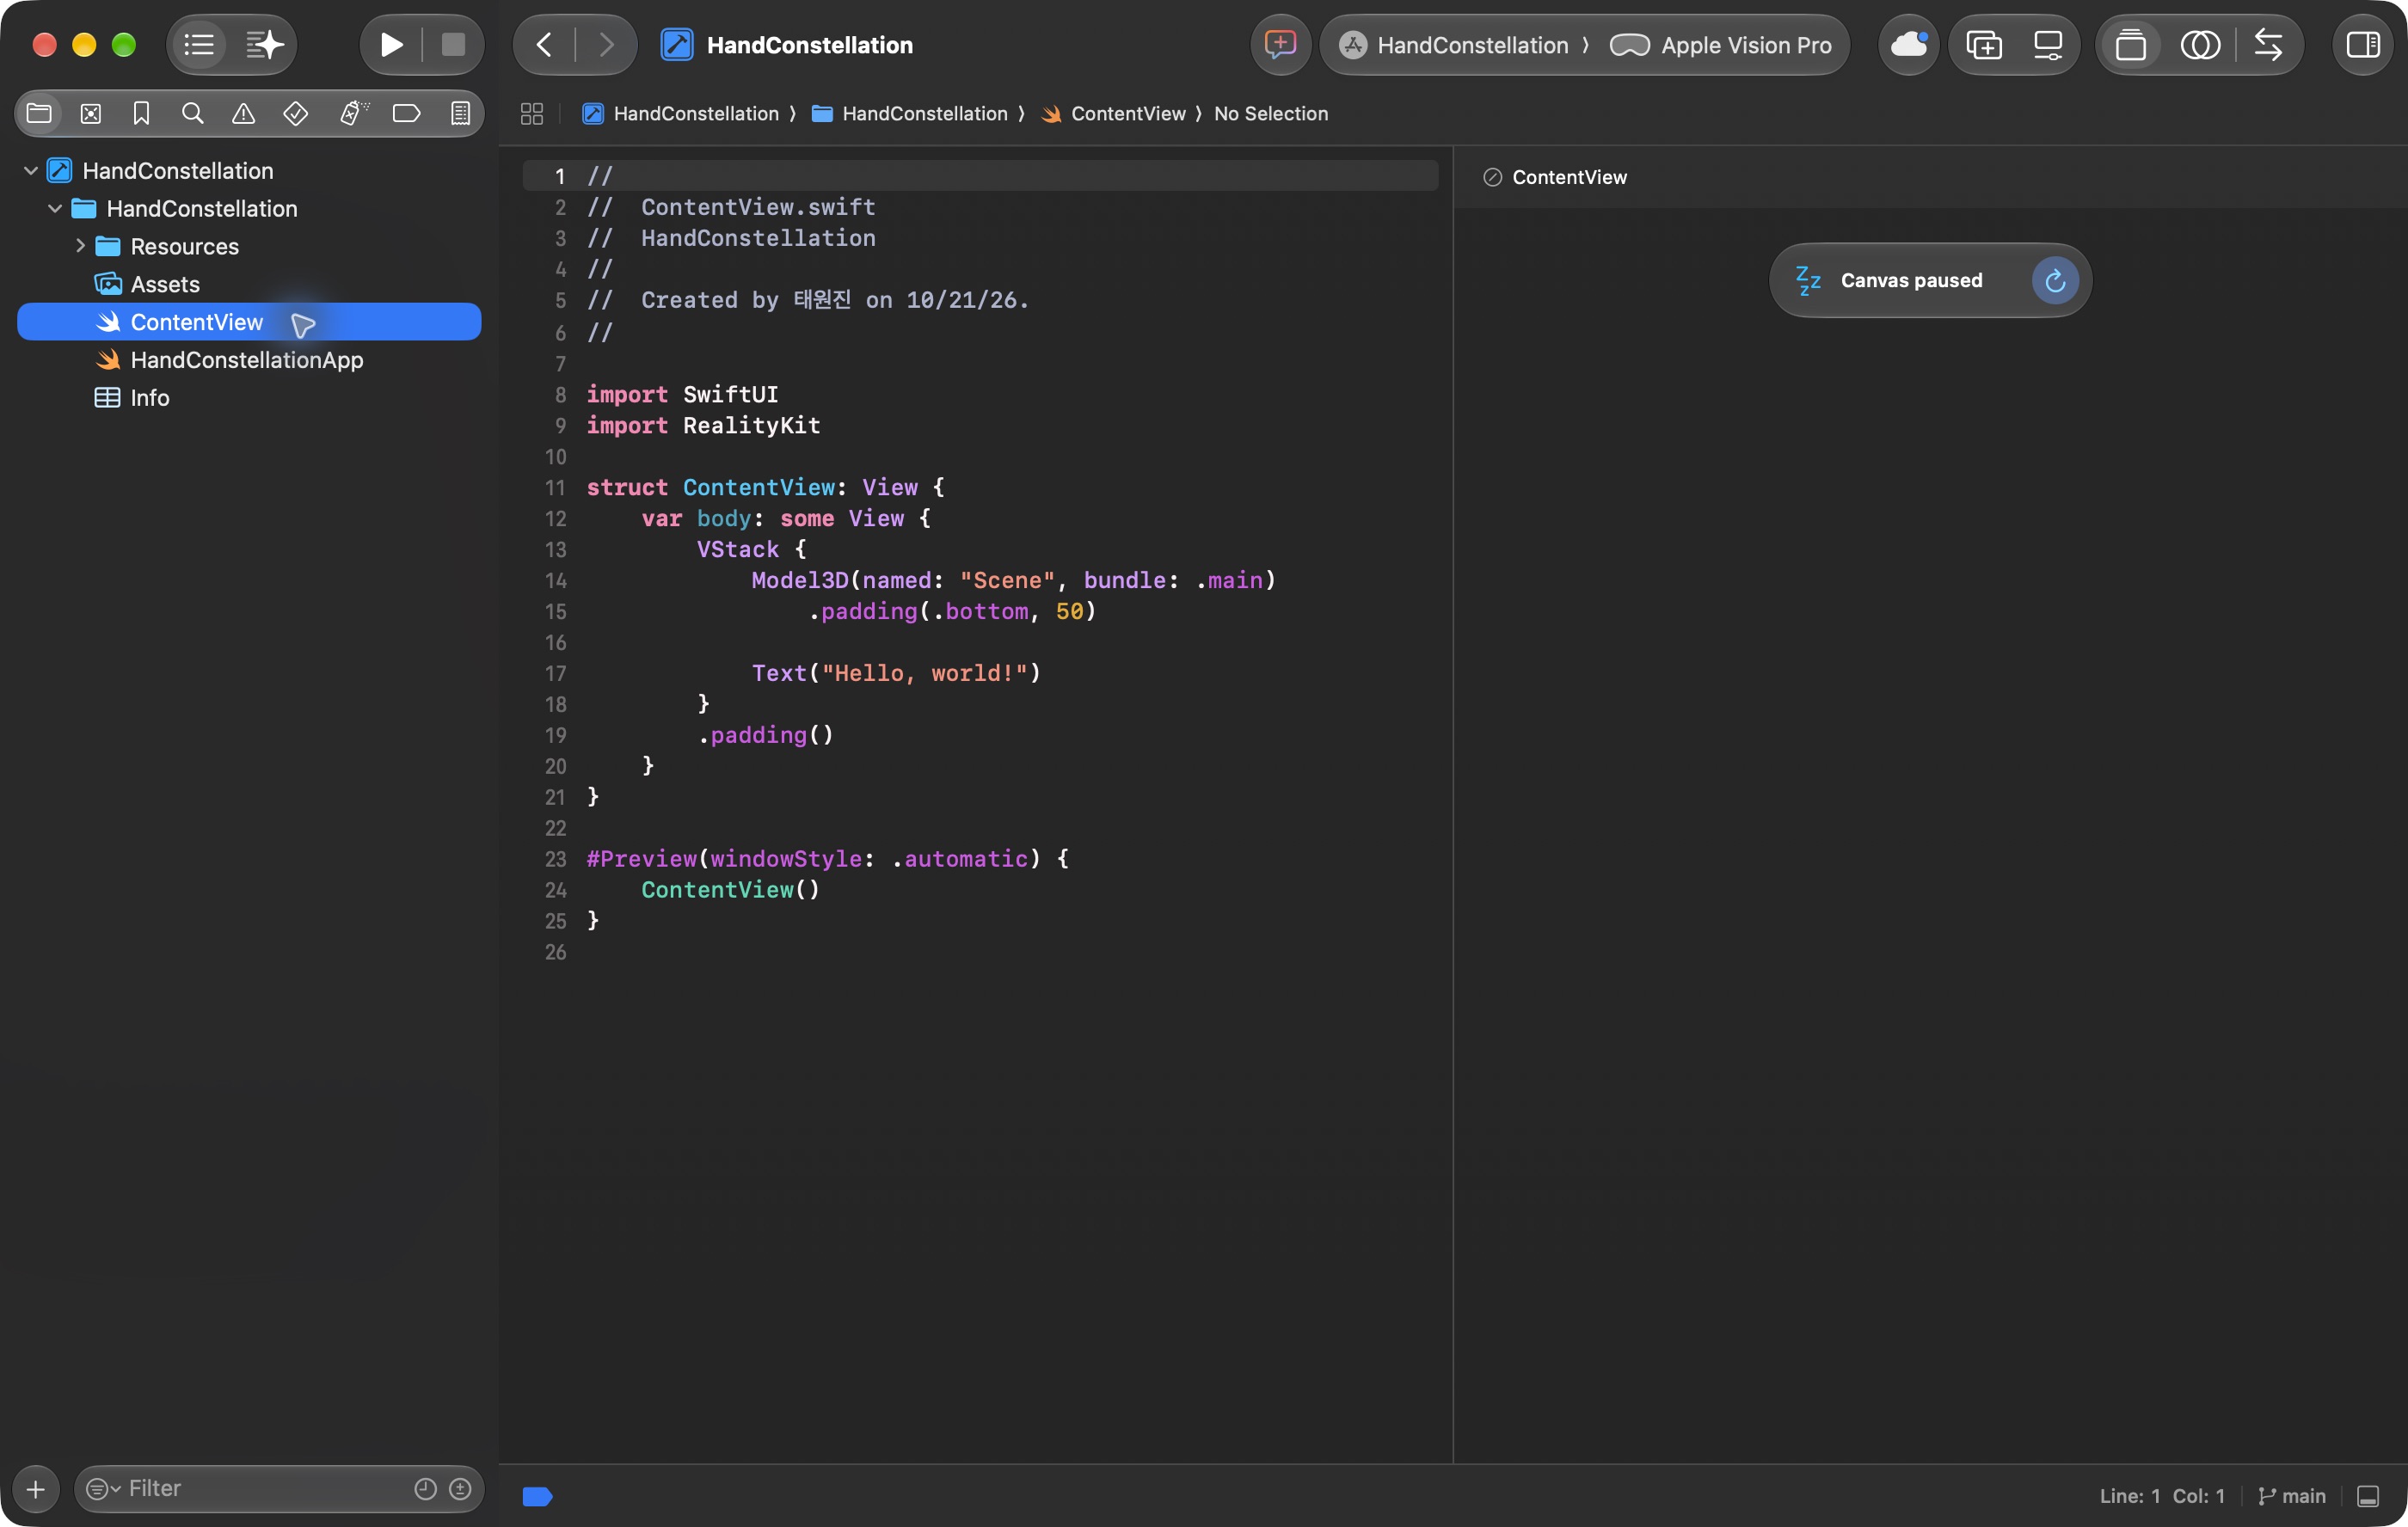 HandConstellation
HandConstellation 〉 Apple Vision Pro
HandConstellation 〉 HandConstellation 〉 ContentView 〉 No Selection
HandConstellation
HandConstellation
Resources
Assets
ContentView
HandConstellationApp
Info
Filter
1 //
2 //  ContentView.swift
3 //  HandConstellation
4 //
5 //  Created by 태원진 on 10/21/26.
6 //
7
8 import SwiftUI
9 import RealityKit
10
11 struct ContentView: View {
12     var body: some View {
13         VStack {
14             Model3D(named: "Scene", bundle: .main)
15                 .padding(.bottom, 50)
16
17             Text("Hello, world!")
18         }
19         .padding()
20     }
21 }
22
23 #Preview(windowStyle: .automatic) {
24     ContentView()
25 }
26
ContentView
Canvas paused
Line: 1  Col: 1
main